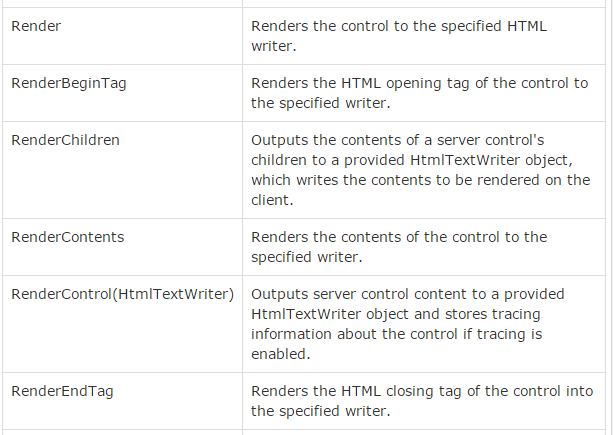 Render
Renders the control to the specified HTML
writer.
RenderBeginTag
Renders the HTML opening tag of the control to
the specified writer.
RenderChildren
Outputs the contents of a server control's
children to a provided HtmlTextWriter object,
which writes the contents to be rendered on the
client.
RenderContents
Renders the contents of the control to the
specified writer.
RenderControl(HtmlTextWriter)
Outputs server control content to a provided
HtmlTextWriter object and stores tracing
information about the control if tracing is
enabled.
RenderEndTag
Renders the HTML closing tag of the control into
the specified writer.